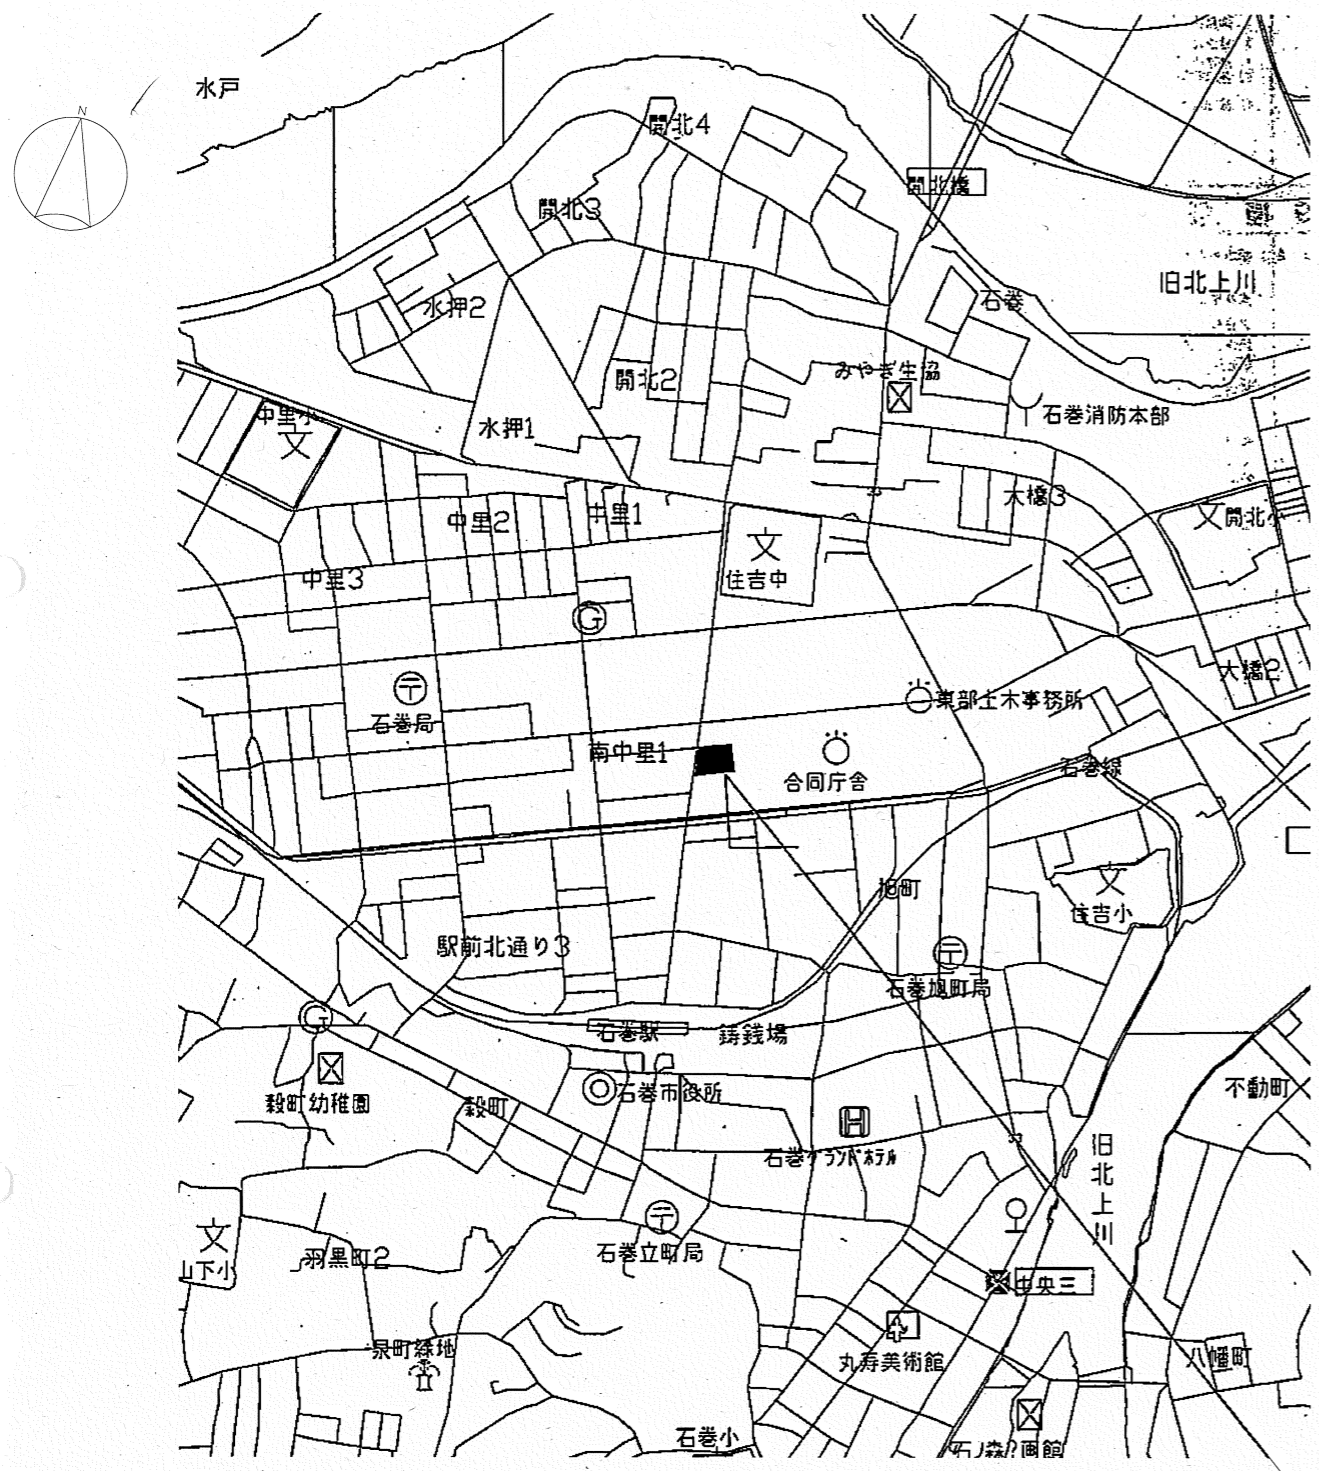 水戸
N
開北4
開北橋
開北3
旧北上川
水押2
石巻
みやぎ生協
開北2
中里小
石巻消防本部
水押1
大橋3
中里2
中里1
開北小
住吉中
中里3
G
大橋2
東部土木事務所
石巻局
南中里1
合同庁舎
石巻線
旭町
住吉小
駅前北通り3
石巻旭町局
G
石巻駅
鋳銭場
石巻市役所
不動町
穀町幼稚園
穀町
H
石巻グランドホテル
旧北上川
石巻立町局
羽黒町2
山下小
中央三
泉町緑地
丸寿美術館
八幡町
石巻小